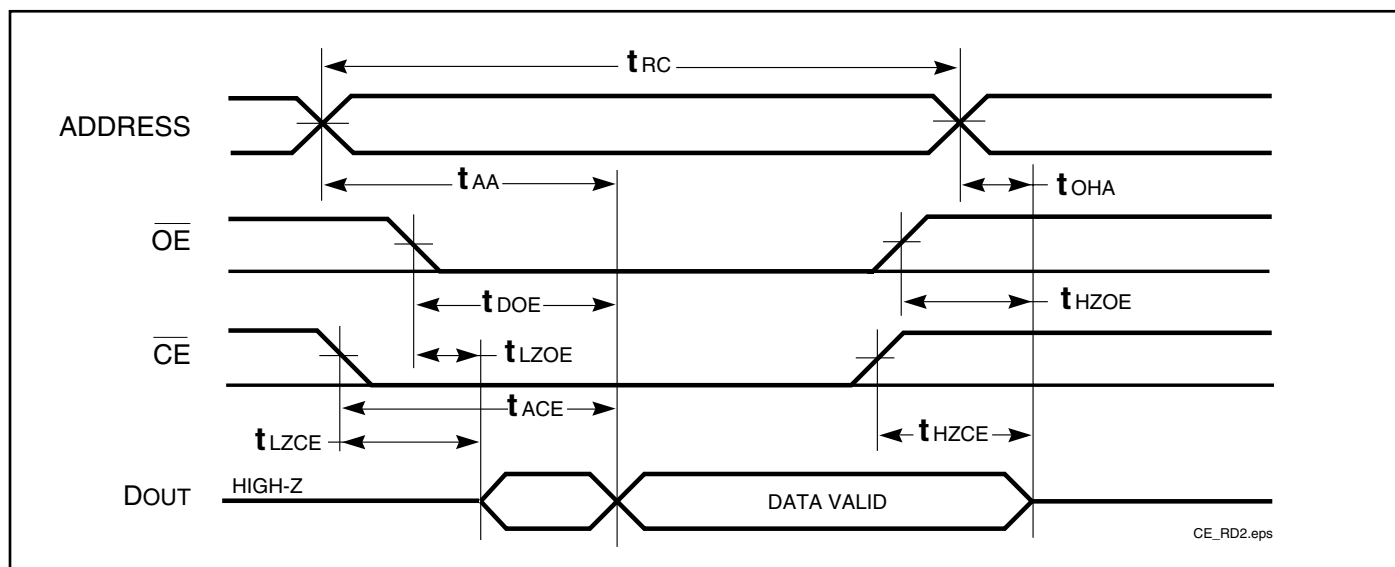 tRC
ADDRESS
tAA
tOHA
OE
tDOE
tHZOE
CE
tLZOE
tACE
tLZCE
tHZCE
DOUT
HIGH-Z
DATA VALID
CE_RD2.eps